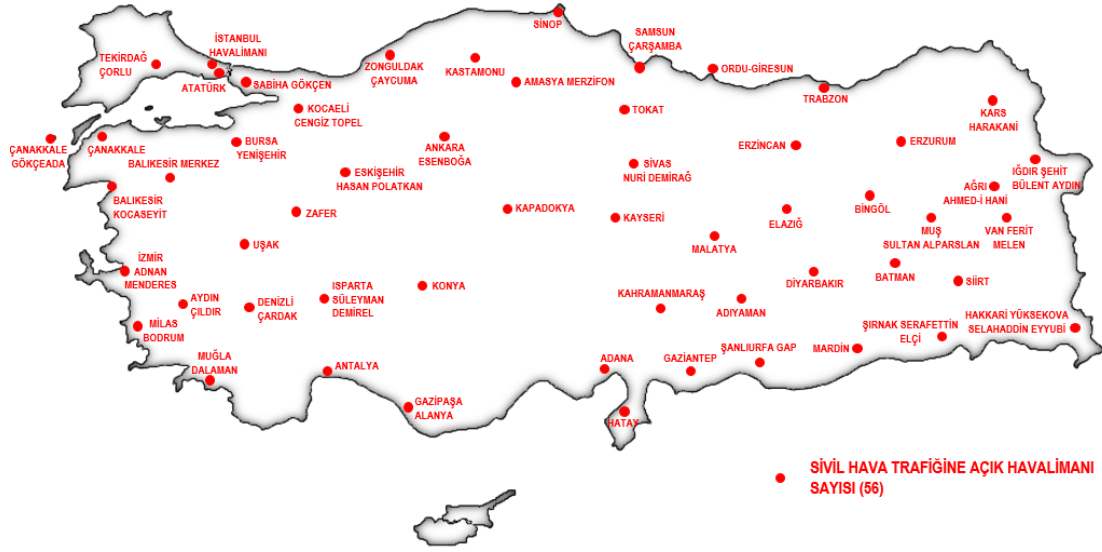 SİNOP
İSTANBUL
HAVALİMANI
SAMSUN
ÇARŞAMBA
TEKİRDAĞ
ÇORLU
ATATÜRK
SABİHA GÖKÇEN
ZONGULDAK
ÇAYCUMA
KASTAMONU
AMASYA MERZİFON
ORDU-GİRESUN
TRABZON
KOCAELİ
CENGİZ TOPEL
TOKAT
KARS
HARAKANİ
ÇANAKKALE
GÖKÇEADA
ÇANAKKALE
BURSA
YENİŞEHİR
ANKARA
ESENBOĞA
ERZİNCAN
ERZURUM
BALIKESİR MERKEZ
ESKİŞEHİR
HASAN POLATKAN
SİVAS
NURİ DEMİRAĞ
IĞDIR ŞEHİT
BÜLENT AYDIN
BALIKESİR
KOCASEYİT
ZAFER
KAPADOKYA
KAYSERİ
ELAZIĞ
BİNGÖL
AĞRI
AHMED-İ HANİ
UŞAK
MALATYA
MUŞ
SULTAN ALPARSLAN
VAN FERİT
MELEN
İZMİR
ADNAN
MENDERES
DİYARBAKIR
BATMAN
SİİRT
AYDIN
ÇILDIR
DENİZLİ
ÇARDAK
ISPARTA
SÜLEYMAN
DEMİREL
KONYA
KAHRAMANMARAŞ
ADIYAMAN
MİLAS
BODRUM
ŞIRNAK SERAFETTİN
ELÇİ
HAKKARİ YÜKSEKOVA
SELAHADDİN EYYUBİ
MUĞLA
DALAMAN
ANTALYA
ADANA
GAZİANTEP
ŞANLIURFA GAP
MARDİN
GAZİPAŞA
ALANYA
HATAY
SİVİL HAVA TRAFİĞİNE AÇIK HAVALİMANI
SAYISI (56)